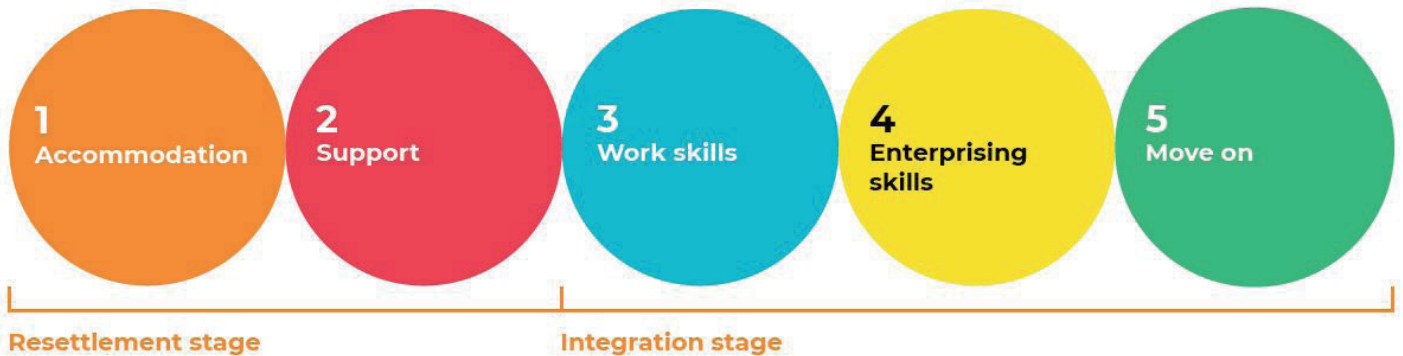 1
Accommodation
2
Support
3
Work skills
4
Enterprising
skills
5
Move on
Resettlement stage
Integration stage